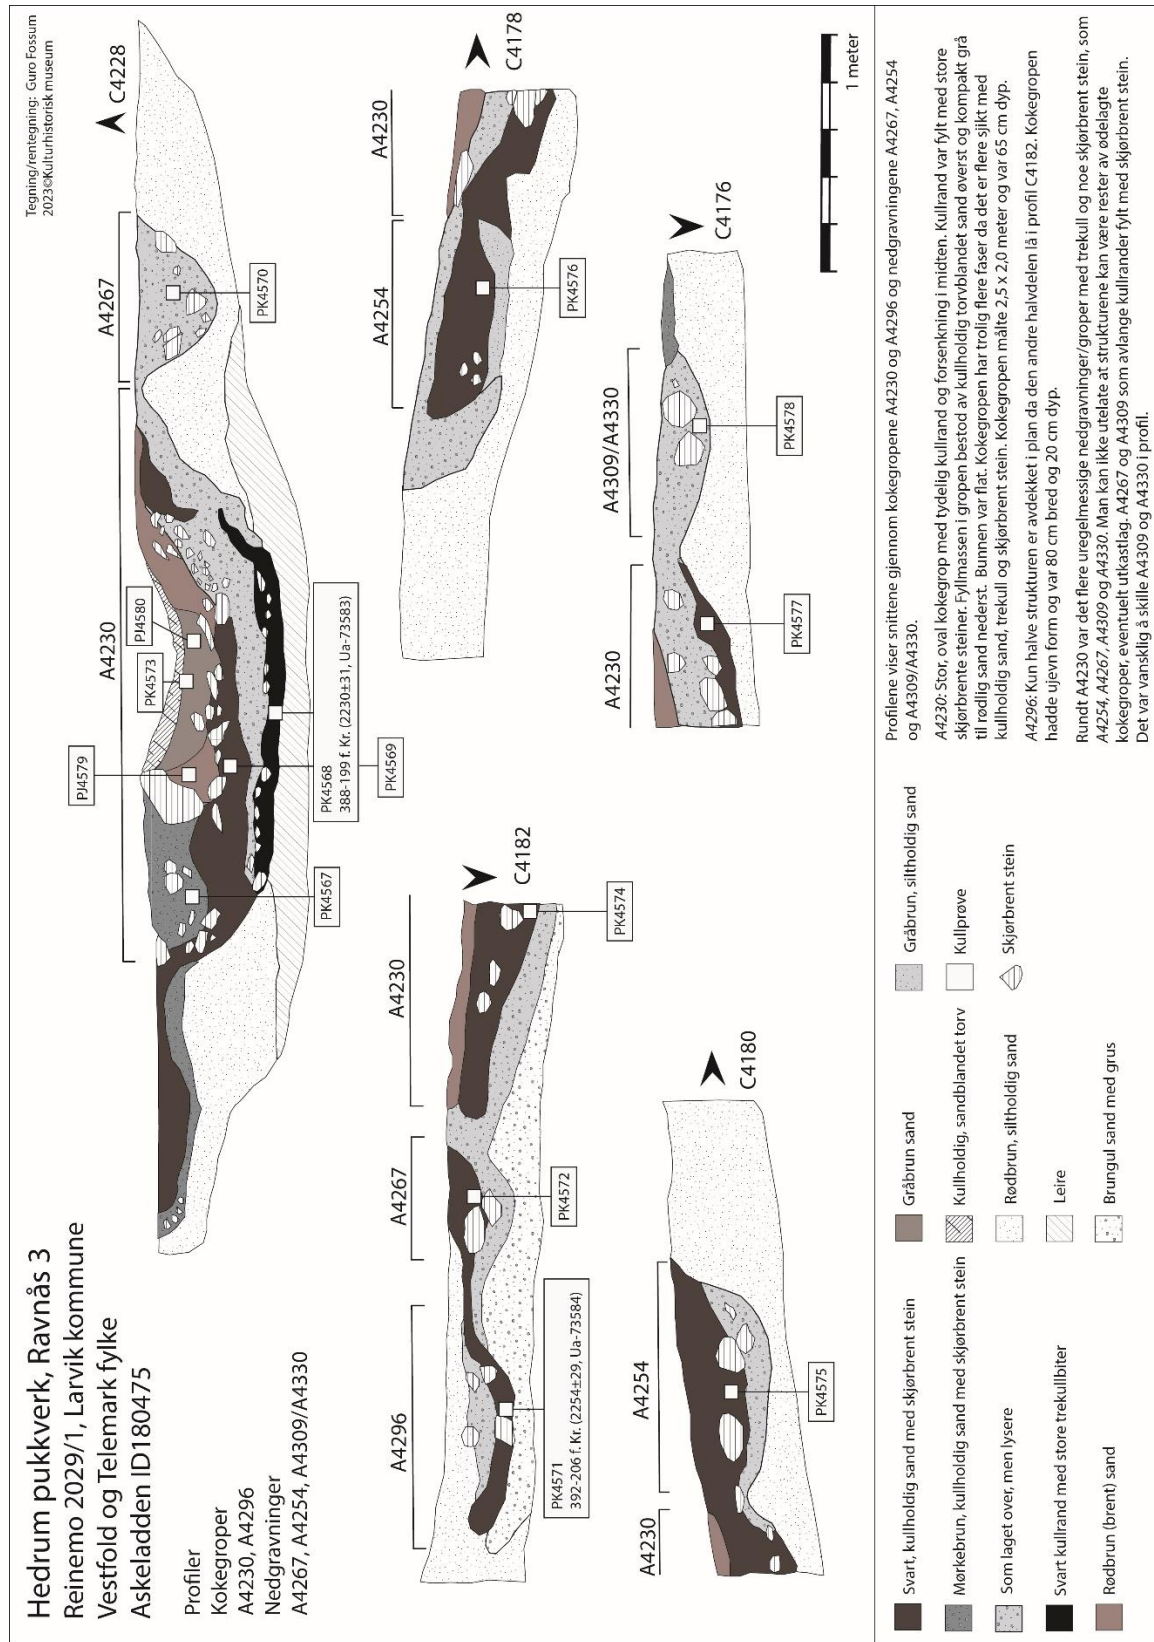 Hedrum pukkverk, Ravnås 3
Reinemo 2029/1, Larvik kommune
Vestfold og Telemark fylke
Askeladden ID180475
Profiler
Kokegroper
A4230, A4296
Nedgravninger
A4267, A4254, A4309/A4330
Tegning/rentegning: Guro Fossum
2023©Kulturhistorisk museum
A4230
A4267
C4228
PK4567
PJ4579
PK4573
PJ4580
PK4570
PK4568
388-199 f. Kr. (2230±31, Ua-73583)
PK4569
A4296
A4267
A4230
C4182
PK4571
392-206 f. Kr. (2254±29, Ua-73584)
PK4572
PK4574
A4254
A4230
C4178
PK4576
A4230
A4254
C4180
PK4575
A4230
A4309/A4330
C4176
PK4577
PK4578
1 meter
Svart, kullholdig sand med skjørbrent stein
Mørkebrun, kullholdig sand med skjørbrent stein
Som laget over, men lysere
Svart kullrand med store trekullbiter
Rødbrun (brent) sand
Gråbrun sand
Kullholdig, sandblandet torv
Rødbrun, siltholdig sand
Leire
Brungul sand med grus
Gråbrun, siltholdig sand
Kullprøve
Skjørbrent stein
Profilene viser snittene gjennom kokegropene A4230 og A4296 og nedgravningene A4267, A4254
og A4309/A4330.
A4230: Stor, oval kokegrop med tydelig kullrand og forsenkning i midten. Kullrand var fylt med store
skjørbrente steiner. Fyllmassen i gropen bestod av kullholdig torvblandet sand øverst og kompakt grå
til rødlig sand nederst. Bunnen var flat. Kokegropen har trolig flere faser da det er flere sjikt med
kullholdig sand, trekull og skjørbrent stein. Kokegropen målte 2,5 x 2,0 meter og var 65 cm dyp.
A4296: Kun halve strukturen er avdekket i plan da den andre halvdelen lå i profil C4182. Kokegropen
hadde ujevn form og var 80 cm bred og 20 cm dyp.
Rundt A4230 var det flere uregelmessige nedgravninger/groper med trekull og noe skjørbrent stein, som
A4254, A4267, A4309 og A4330. Man kan ikke utelate at strukturene kan være rester av ødelagte
kokegroper, eventuelt utkastlag. A4267 og A4309 som avlange kullrander fylt med skjørbrent stein.
Det var vansklig å skille A4309 og A4330 i profil.